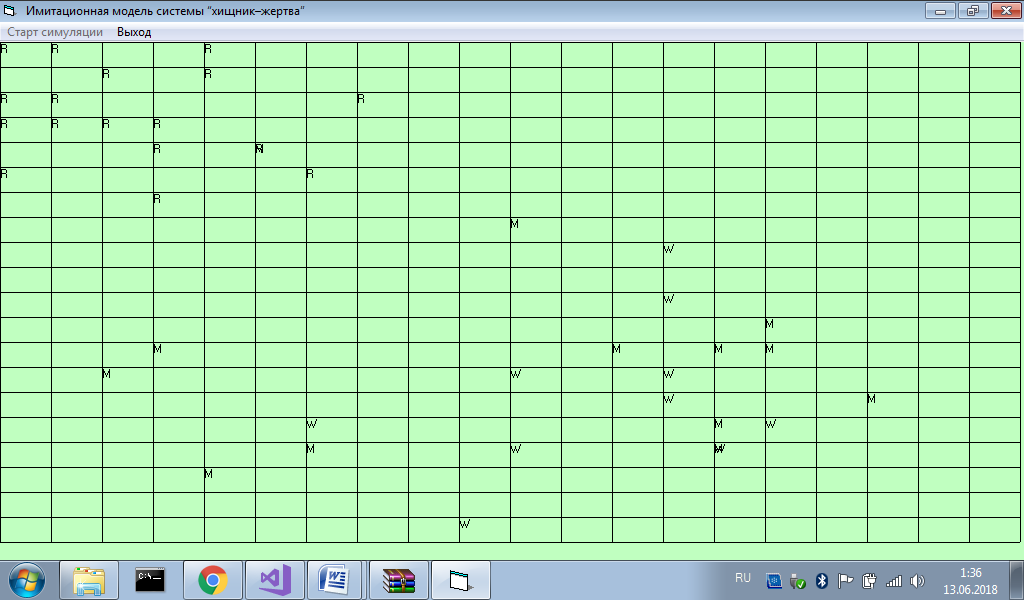 Имитационная модель системы "хищник–жертва"
Старт симуляции Выход
R R R
R R
R R R
R R R R
R
R R
R
M
W
W
M
M M M M
M W W
W M
W M W
M W
M
W
C:\
W
RU 1:36
13.06.2018